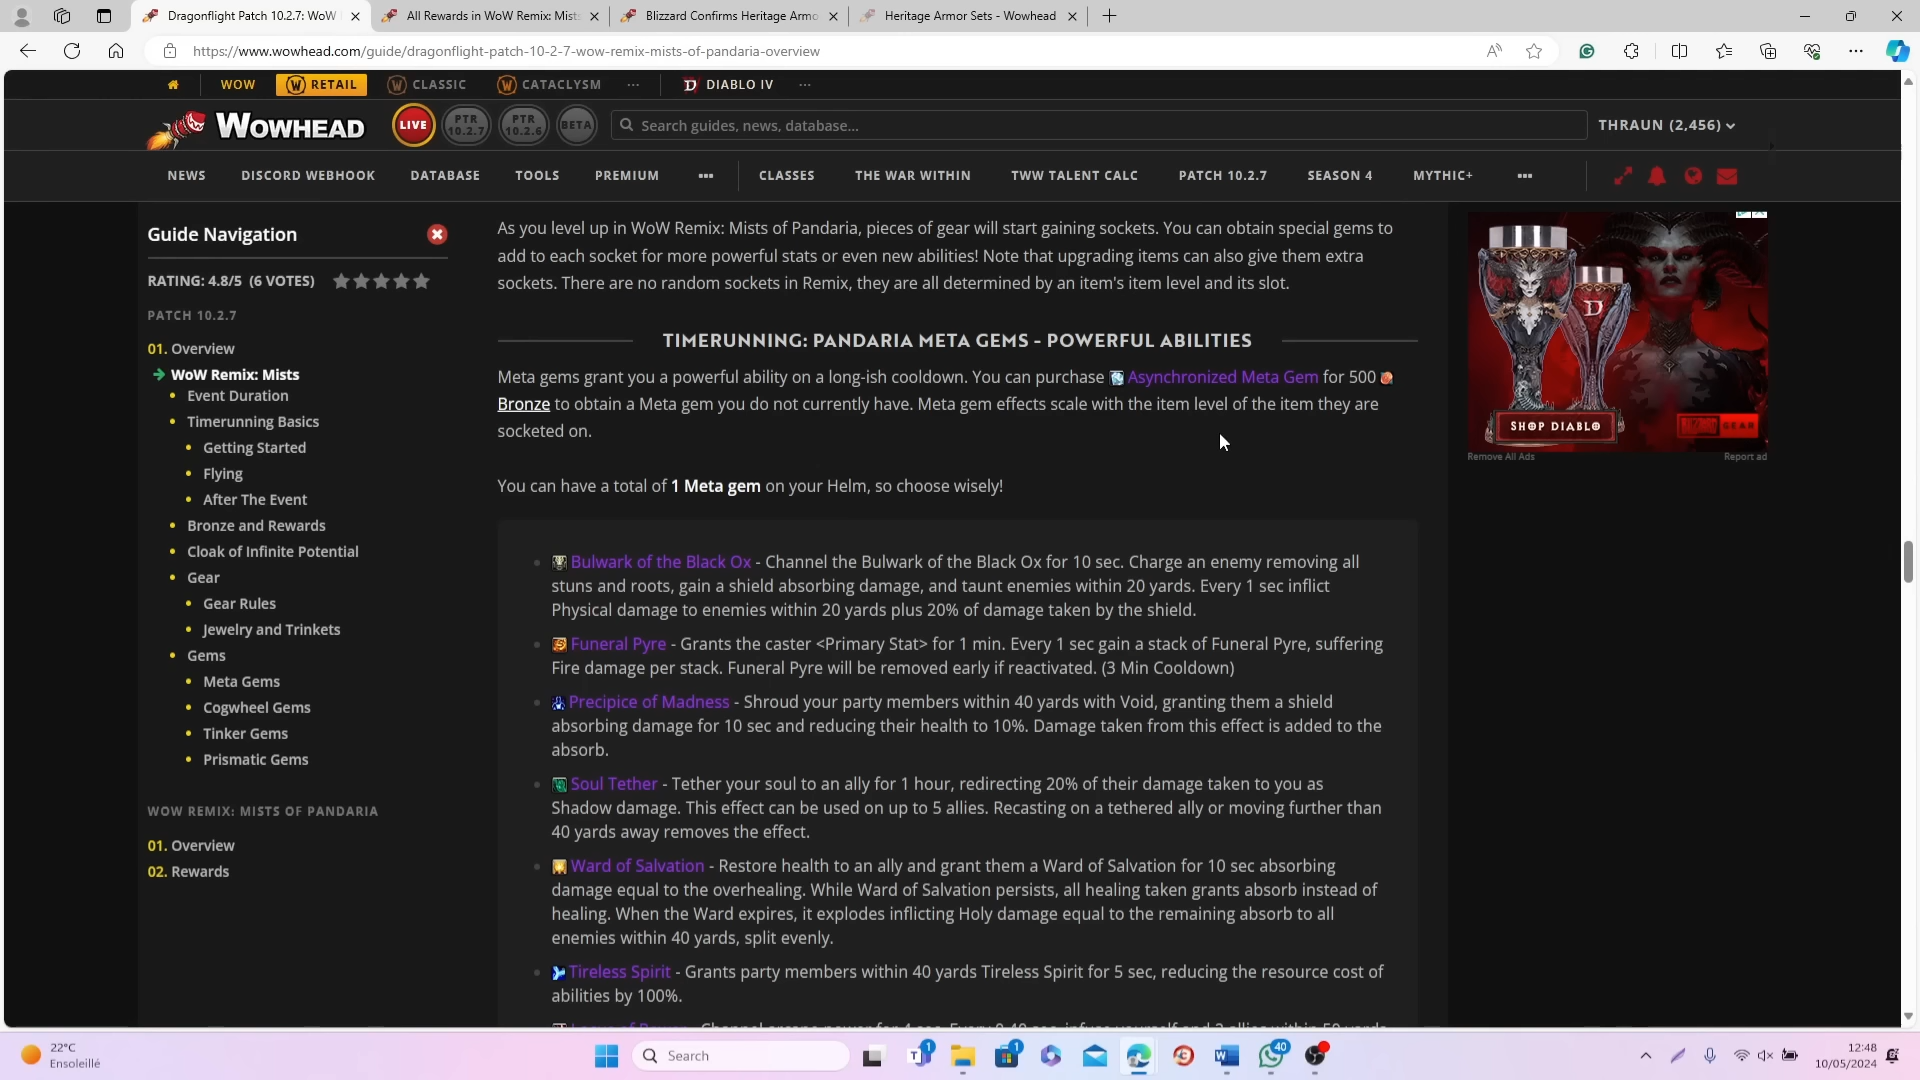 Dragonflight Patch 10.2.7: WoW
All Rewards in WoW Remix: Mists
Blizzard Confirms Heritage Armo
Heritage Armor Sets - Wowhead
https://www.wowhead.com/guide/dragonflight-patch-10-2-7-wow-remix-mists-of-pandaria-overview
WOW
RETAIL
CLASSIC
CATACLYSM
DIABLO IV
WOWHEAD
LIVE
PTR 10.2.7
PTR 10.2.6
BETA
Search guides, news, database...
THRAUN (2,456)
NEWS
DISCORD WEBHOOK
DATABASE
TOOLS
PREMIUM
CLASSES
THE WAR WITHIN
TWW TALENT CALC
PATCH 10.2.7
SEASON 4
MYTHIC+
Guide Navigation
RATING: 4.8/5 (6 VOTES)
PATCH 10.2.7
01. Overview
WoW Remix: Mists
Event Duration
Timerunning Basics
Getting Started
Flying
After The Event
Bronze and Rewards
Cloak of Infinite Potential
Gear
Gear Rules
Jewelry and Trinkets
Gems
Meta Gems
Cogwheel Gems
Tinker Gems
Prismatic Gems
WOW REMIX: MISTS OF PANDARIA
01. Overview
02. Rewards
As you level up in WoW Remix: Mists of Pandaria, pieces of gear will start gaining sockets. You can obtain special gems to
add to each socket for more powerful stats or even new abilities! Note that upgrading items can also give them extra
sockets. There are no random sockets in Remix, they are all determined by an item's item level and its slot.
TIMERUNNING: PANDARIA META GEMS - POWERFUL ABILITIES
Meta gems grant you a powerful ability on a long-ish cooldown. You can purchase Asynchronized Meta Gem for 500
Bronze to obtain a Meta gem you do not currently have. Meta gem effects scale with the item level of the item they are
socketed on.
You can have a total of 1 Meta gem on your Helm, so choose wisely!
Bulwark of the Black Ox - Channel the Bulwark of the Black Ox for 10 sec. Charge an enemy removing all
stuns and roots, gain a shield absorbing damage, and taunt enemies within 20 yards. Every 1 sec inflict
Physical damage to enemies within 20 yards plus 20% of damage taken by the shield.
Funeral Pyre - Grants the caster <Primary Stat> for 1 min. Every 1 sec gain a stack of Funeral Pyre, suffering
Fire damage per stack. Funeral Pyre will be removed early if reactivated. (3 Min Cooldown)
Precipice of Madness - Shroud your party members within 40 yards with Void, granting them a shield
absorbing damage for 10 sec and reducing their health to 10%. Damage taken from this effect is added to the
absorb.
Soul Tether - Tether your soul to an ally for 1 hour, redirecting 20% of their damage taken to you as
Shadow damage. This effect can be used on up to 5 allies. Recasting on a tethered ally or moving further than
40 yards away removes the effect.
Ward of Salvation - Restore health to an ally and grant them a Ward of Salvation for 10 sec absorbing
damage equal to the overhealing. While Ward of Salvation persists, all healing taken grants absorb instead of
healing. When the Ward expires, it explodes inflicting Holy damage equal to the remaining absorb to all
enemies within 40 yards, split evenly.
Tireless Spirit - Grants party members within 40 yards Tireless Spirit for 5 sec, reducing the resource cost of
abilities by 100%.
SHOP DIABLO
Remove All Ads
Report ad
22°C
Ensoleillé
Search
1
1
40
12:48
10/05/2024